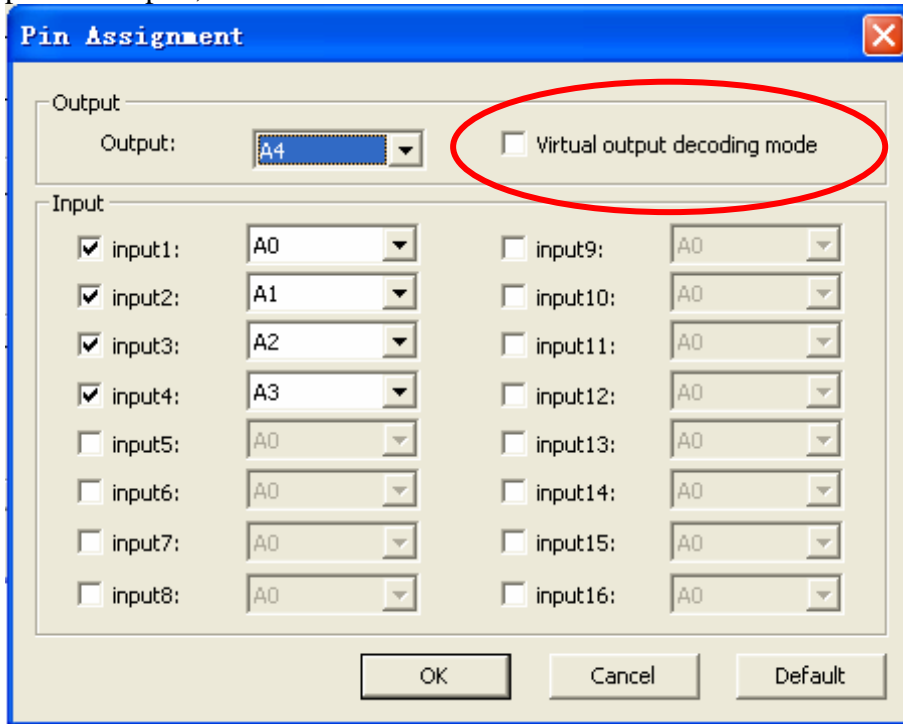 Pin Assignment
Output
Output: A4 Virtual output decoding mode
Input
input1: A0 input9: A0
input2: A1 input10: A0
input3: A2 input11: A0
input4: A3 input12: A0
input5: A0 input13: A0
input6: A0 input14: A0
input7: A0 input15: A0
input8: A0 input16: A0
OK Cancel Default